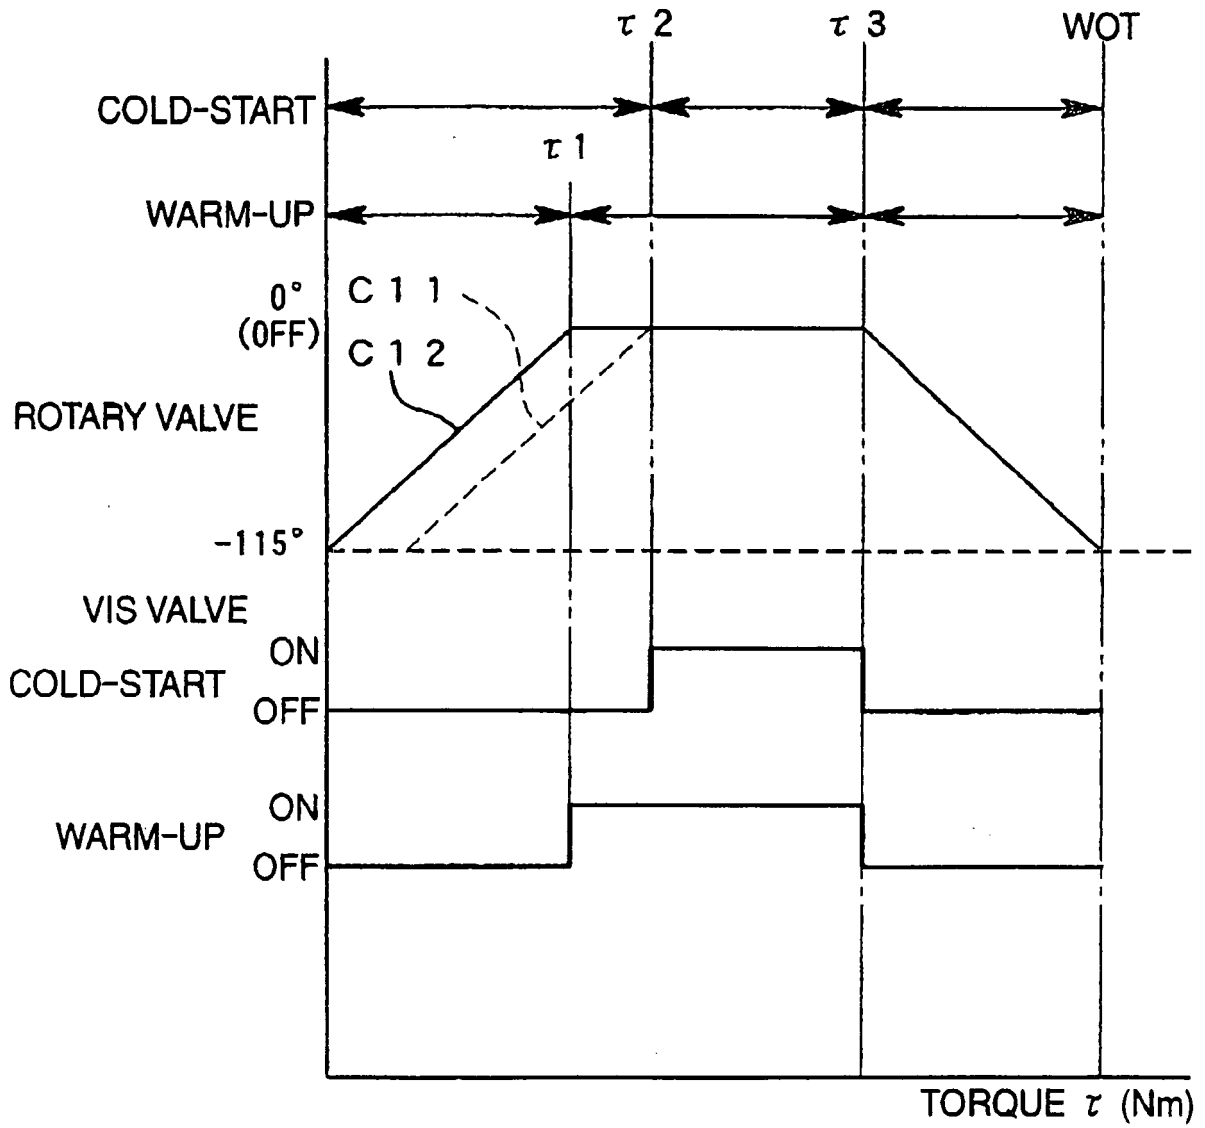 τ 2 τ 3 WOT
COLD-START
τ 1
WARM-UP
0°
(OFF)
C 1 1
C 1 2
ROTARY VALVE
-115°
VIS VALVE
ON
COLD-START
OFF
ON
WARM-UP
OFF
TORQUE τ (Nm)